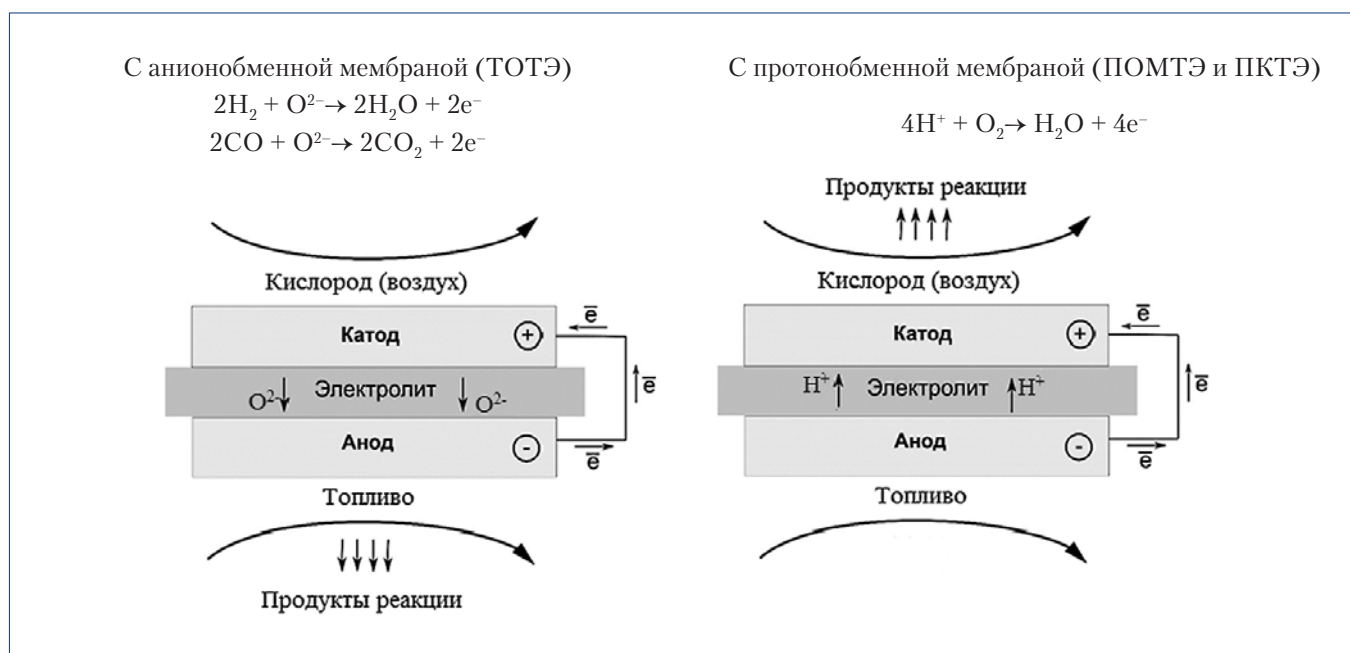 С анионобменной мембраной (ТОТЭ)
2H₂ + O²⁻→ 2H₂O + 2e⁻
2CO + O²⁻→ 2CO₂ + 2e⁻
Продукты реакции
Кислород (воздух)
Катод
+
e̅
e̅
O²⁻
Электролит
O²⁻
Анод
-
e̅
Топливо
Продукты реакции
С протонобменной мембраной (ПОМТЭ и ПКТЭ)
4H⁺ + O₂→ H₂O + 4e⁻
Кислород (воздух)
Катод
+
e̅
e̅
H⁺
Электролит
H⁺
Анод
-
e̅
Топливо